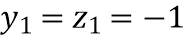 y₁ = z₁ = −1